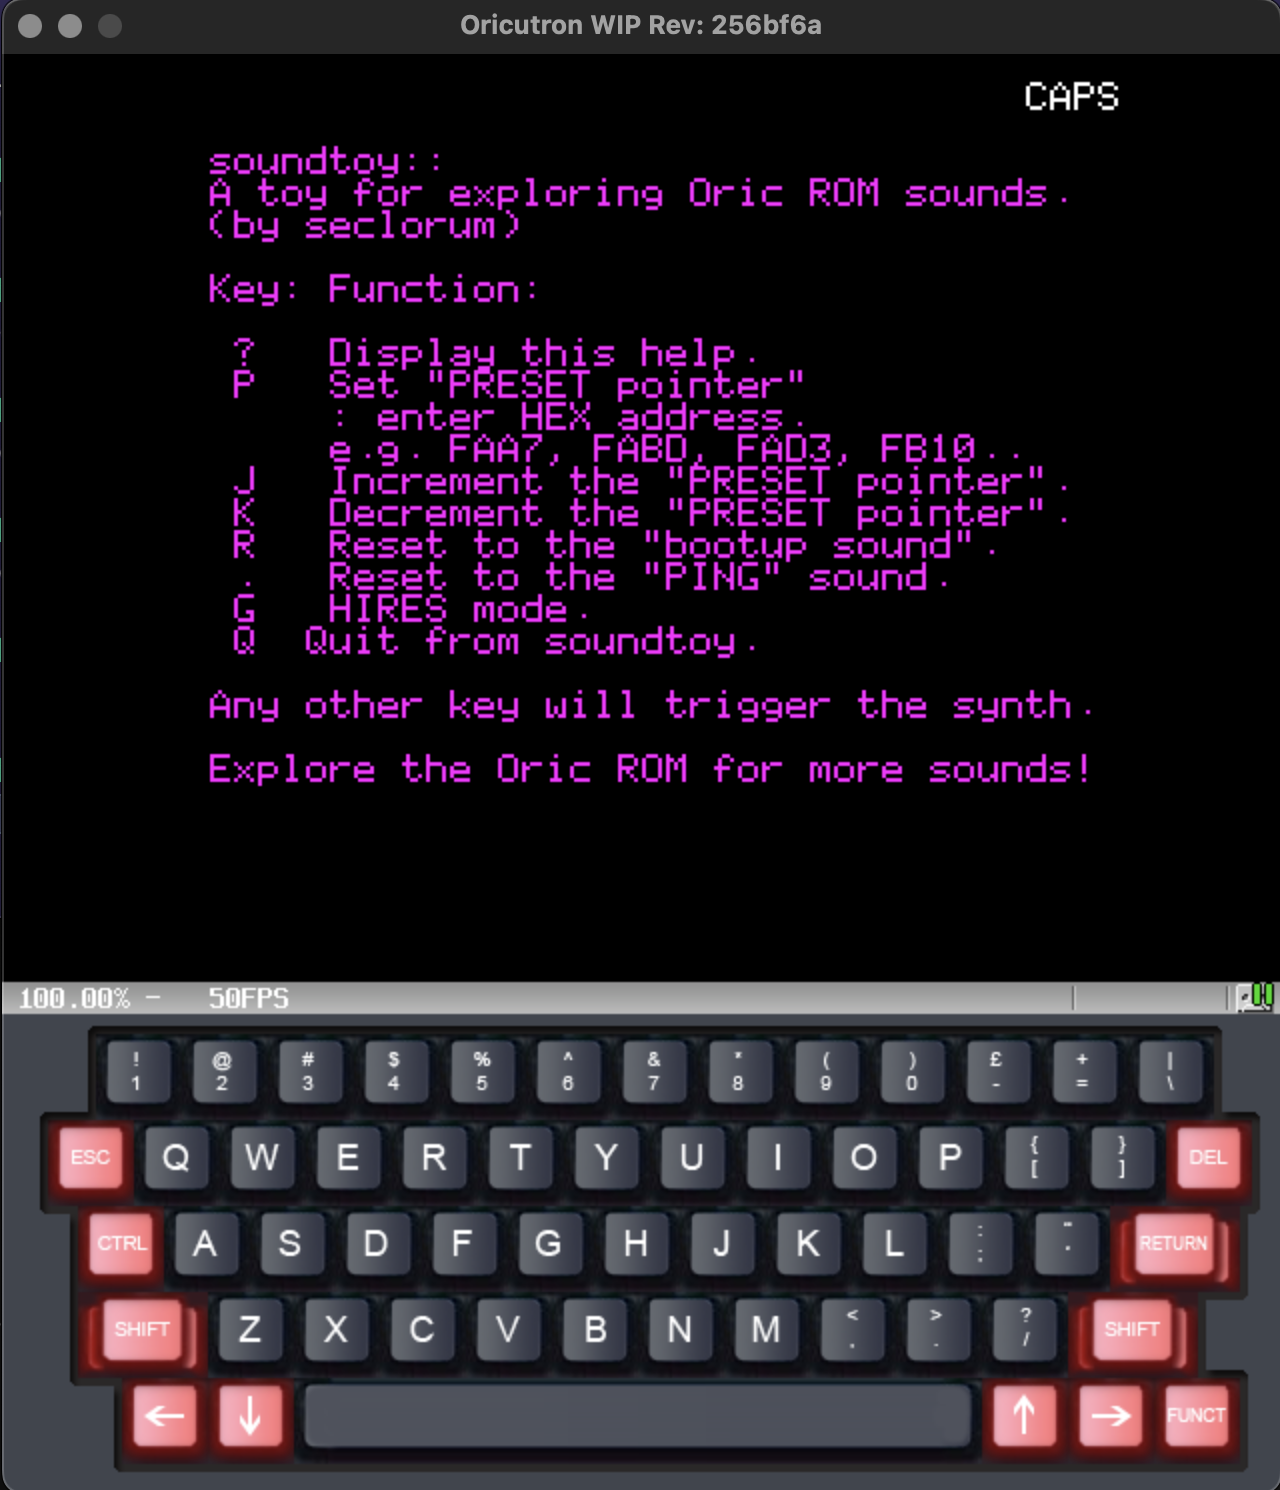 Oricutron WIP Rev: 256bf6a
CAPS
soundtoy::
A toy for exploring Oric ROM sounds.
(by seclorum)
Key: Function:
? Display this help.
P Set "PRESET pointer"
: enter HEX address.
e.g. FAA7, FABD, FAD3, FB10..
J Increment the "PRESET pointer".
K Decrement the "PRESET pointer".
R Reset to the "bootup sound".
. Reset to the "PING" sound.
G HIRES mode.
Q Quit from soundtoy.
Any other key will trigger the synth.
Explore the Oric ROM for more sounds!
100.00% - 50FPS
! @ # $ % ^ & * ( ) £ + |
1 2 3 4 5 6 7 8 9 0 - = \
ESC Q W E R T Y U I O P { [ } ] DEL
CTRL A S D F G H J K L : ; " ' RETURN
SHIFT Z X C V B N M < , > . ? / SHIFT
← ↓ ↑ → FUNCT